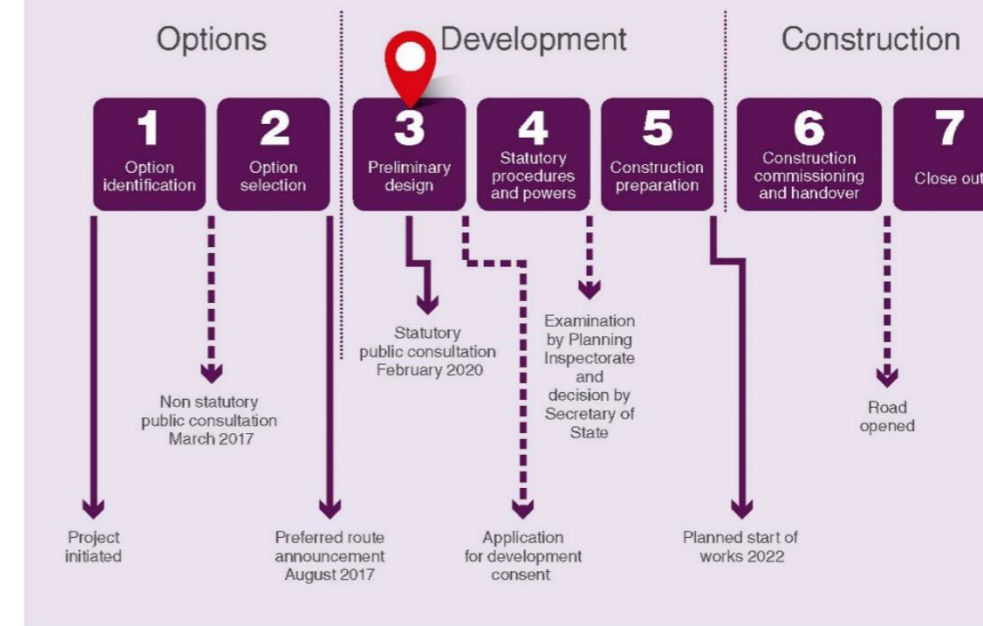 Options
Development
Construction
1
Option
identification
2
Option
selection
3
Preliminary
design
4
Statutory
procedures
and powers
5
Construction
preparation
6
Construction
commissioning
and handover
7
Close out
Statutory
public consultation
February 2020
Examination
by Planning
Inspectorate
and
decision by
Secretary of
State
Non statutory
public consultation
March 2017
Road
opened
Project
initiated
Preferred route
announcement
August 2017
Application
for development
consent
Planned start of
works 2022